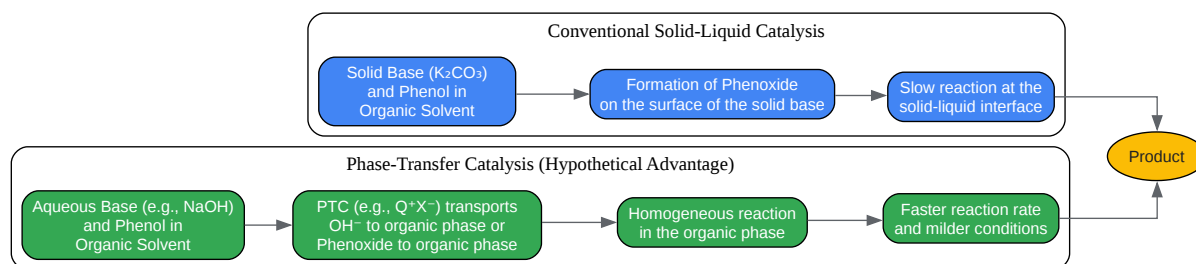 Conventional Solid-Liquid Catalysis
Solid Base (K₂CO₃)
and Phenol in
Organic Solvent
Formation of Phenoxide
on the surface of the solid base
Slow reaction at the
solid-liquid interface
Product
Phase-Transfer Catalysis (Hypothetical Advantage)
Aqueous Base (e.g., NaOH)
and Phenol in
Organic Solvent
PTC (e.g., Q⁺X⁻) transports
OH⁻ to organic phase or
Phenoxide to organic phase
Homogeneous reaction
in the organic phase
Faster reaction rate
and milder conditions